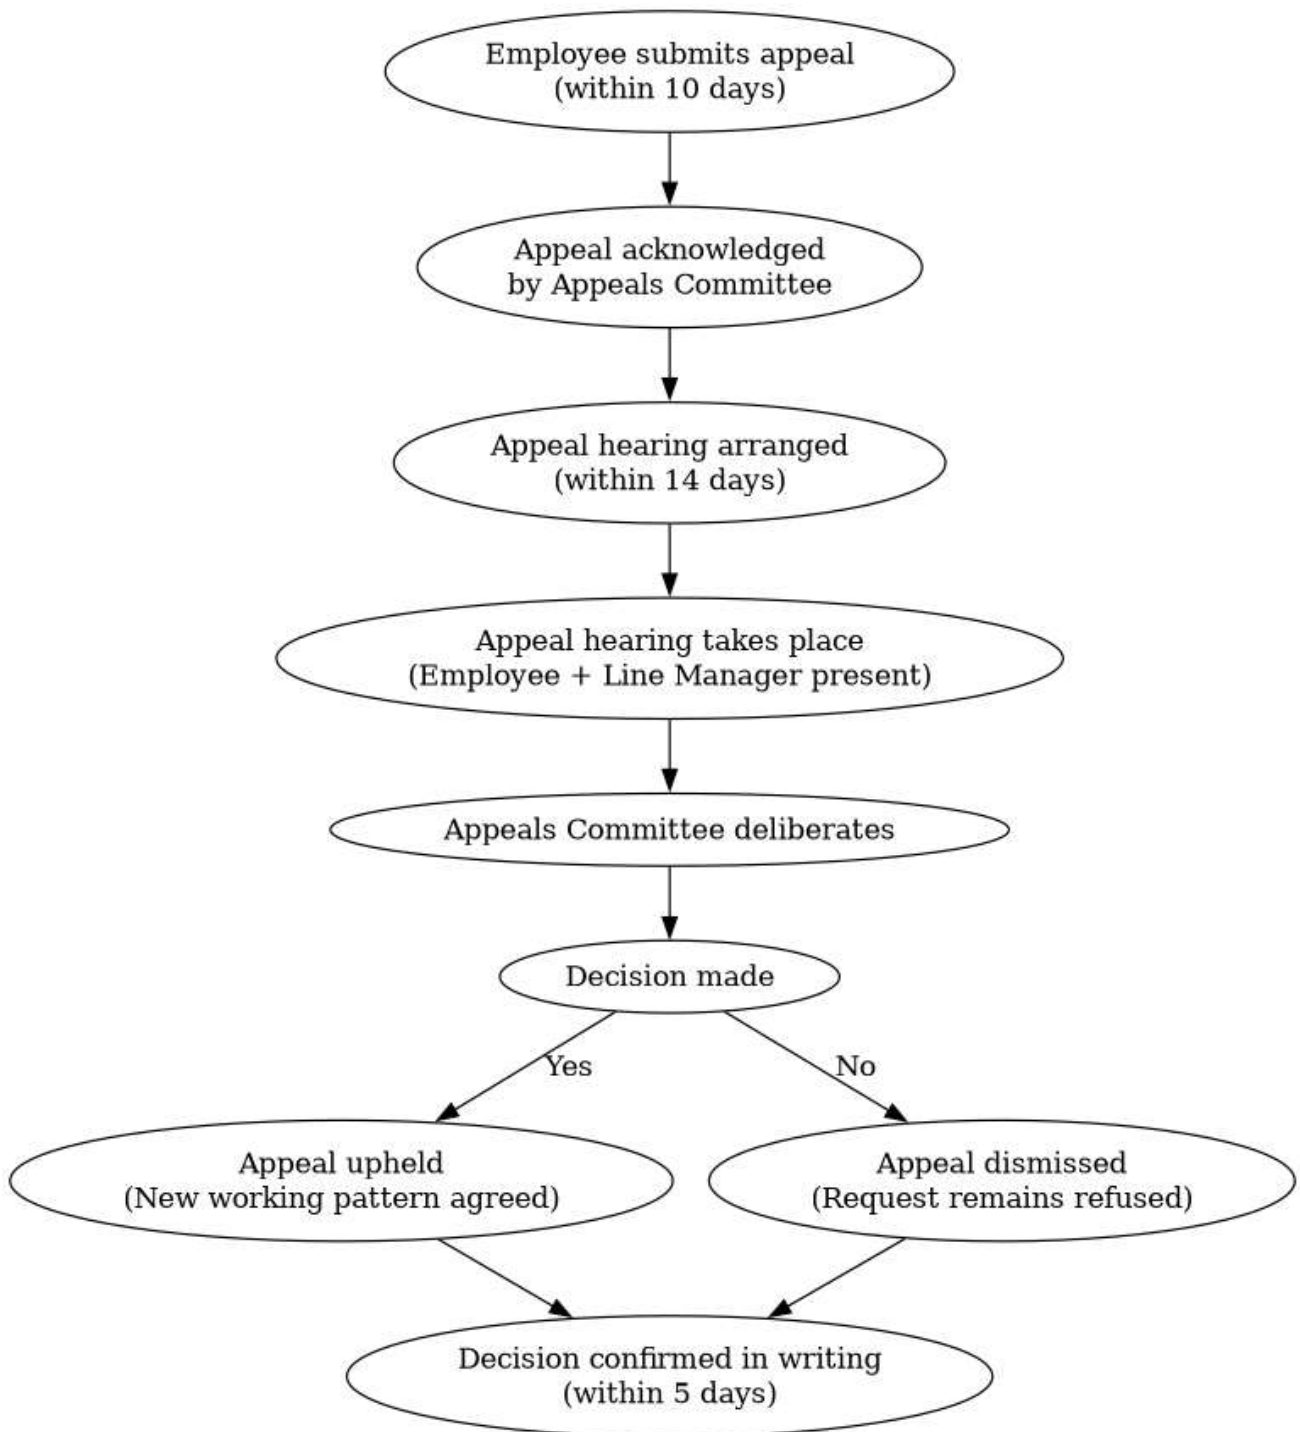 Employee submits appeal
(within 10 days)
Appeal acknowledged
by Appeals Committee
Appeal hearing arranged
(within 14 days)
Appeal hearing takes place
(Employee + Line Manager present)
Appeals Committee deliberates
Decision made
Yes
No
Appeal upheld
(New working pattern agreed)
Appeal dismissed
(Request remains refused)
Decision confirmed in writing
(within 5 days)